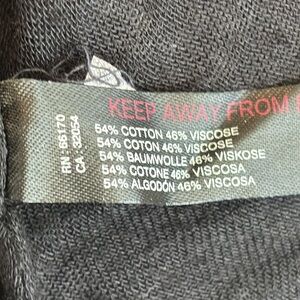 KEEP AWAY FROM
RN : 66170
CA : 32054
54% COTTON 46% VISCOSE
54% COTON 46% VISCOSE
54% BAUMWOLLE 46% VISKOSE
54% COTONE 46% VISCOSA
54% ALGODÓN 46% VISCOSA